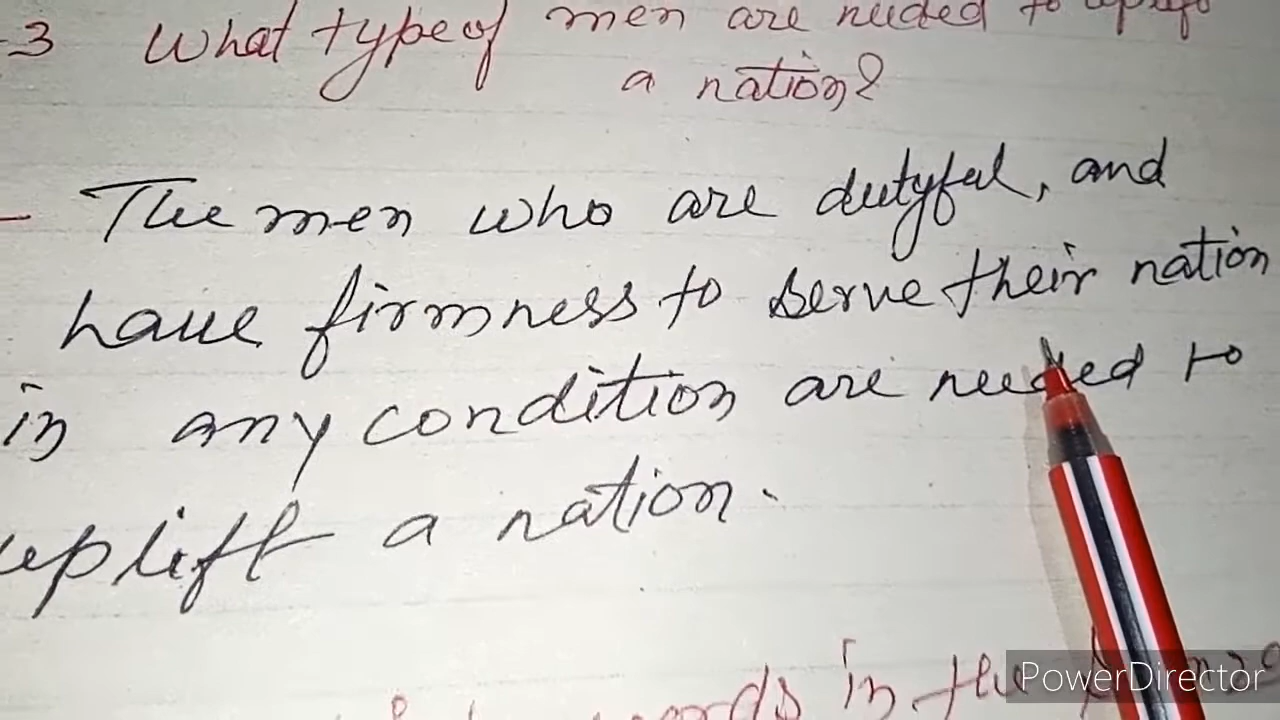 -3 What type of men are needed to uplift
a nation?
- The men who are dutyful, and
have firmness to serve their nation
in any condition are needed to
uplift a nation.
words in the
PowerDirector